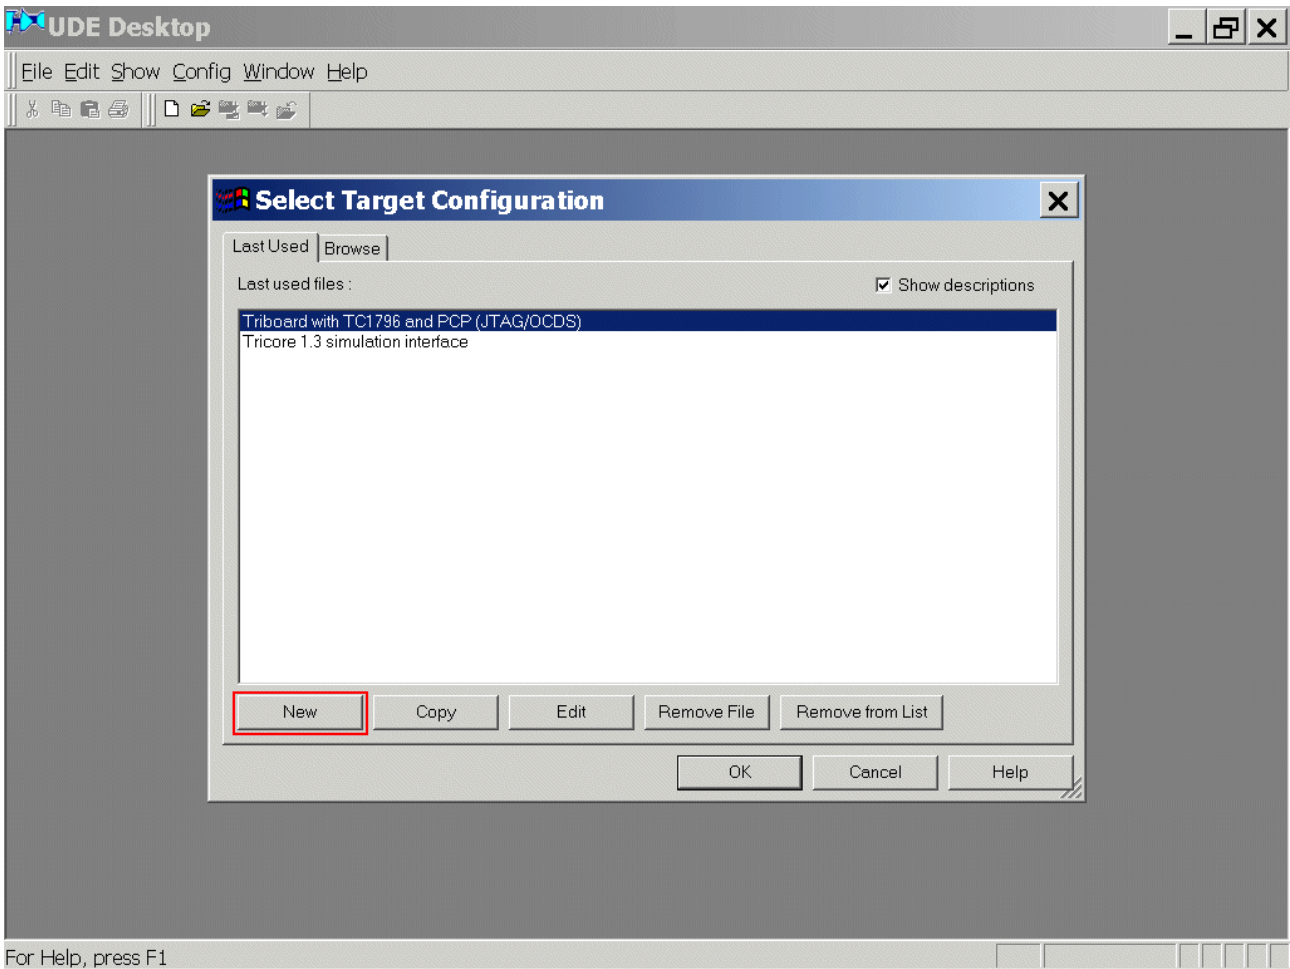 UDE Desktop
File Edit Show Config Window Help
Select Target Configuration
Last Used Browse
Last used files :
Show descriptions
Triboard with TC1796 and PCP (JTAG/OCDS)
Tricore 1.3 simulation interface
New Copy Edit Remove File Remove from List
OK Cancel Help
For Help, press F1